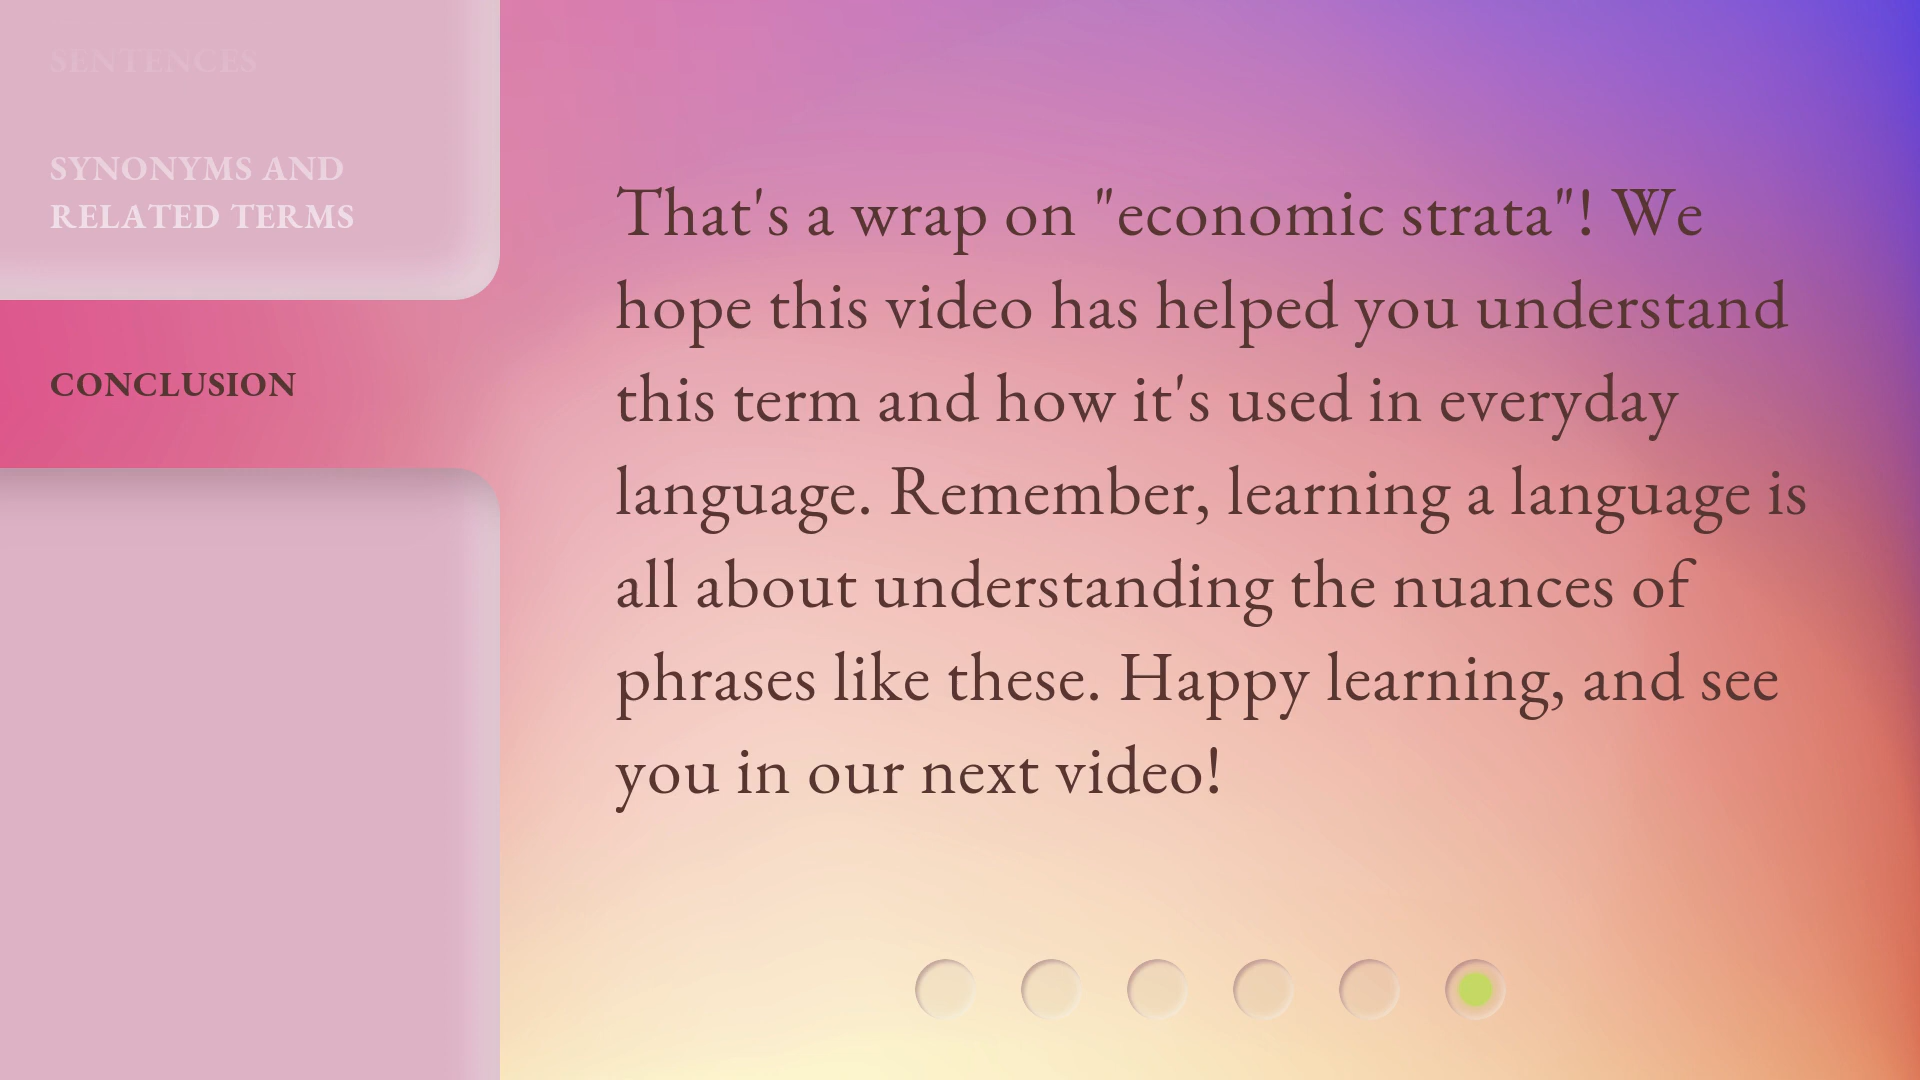 SENTENCES
SYNONYMS AND
RELATED TERMS
CONCLUSION
That's a wrap on "economic strata"! We
hope this video has helped you understand
this term and how it's used in everyday
language. Remember, learning a language is
all about understanding the nuances of
phrases like these. Happy learning, and see
you in our next video!